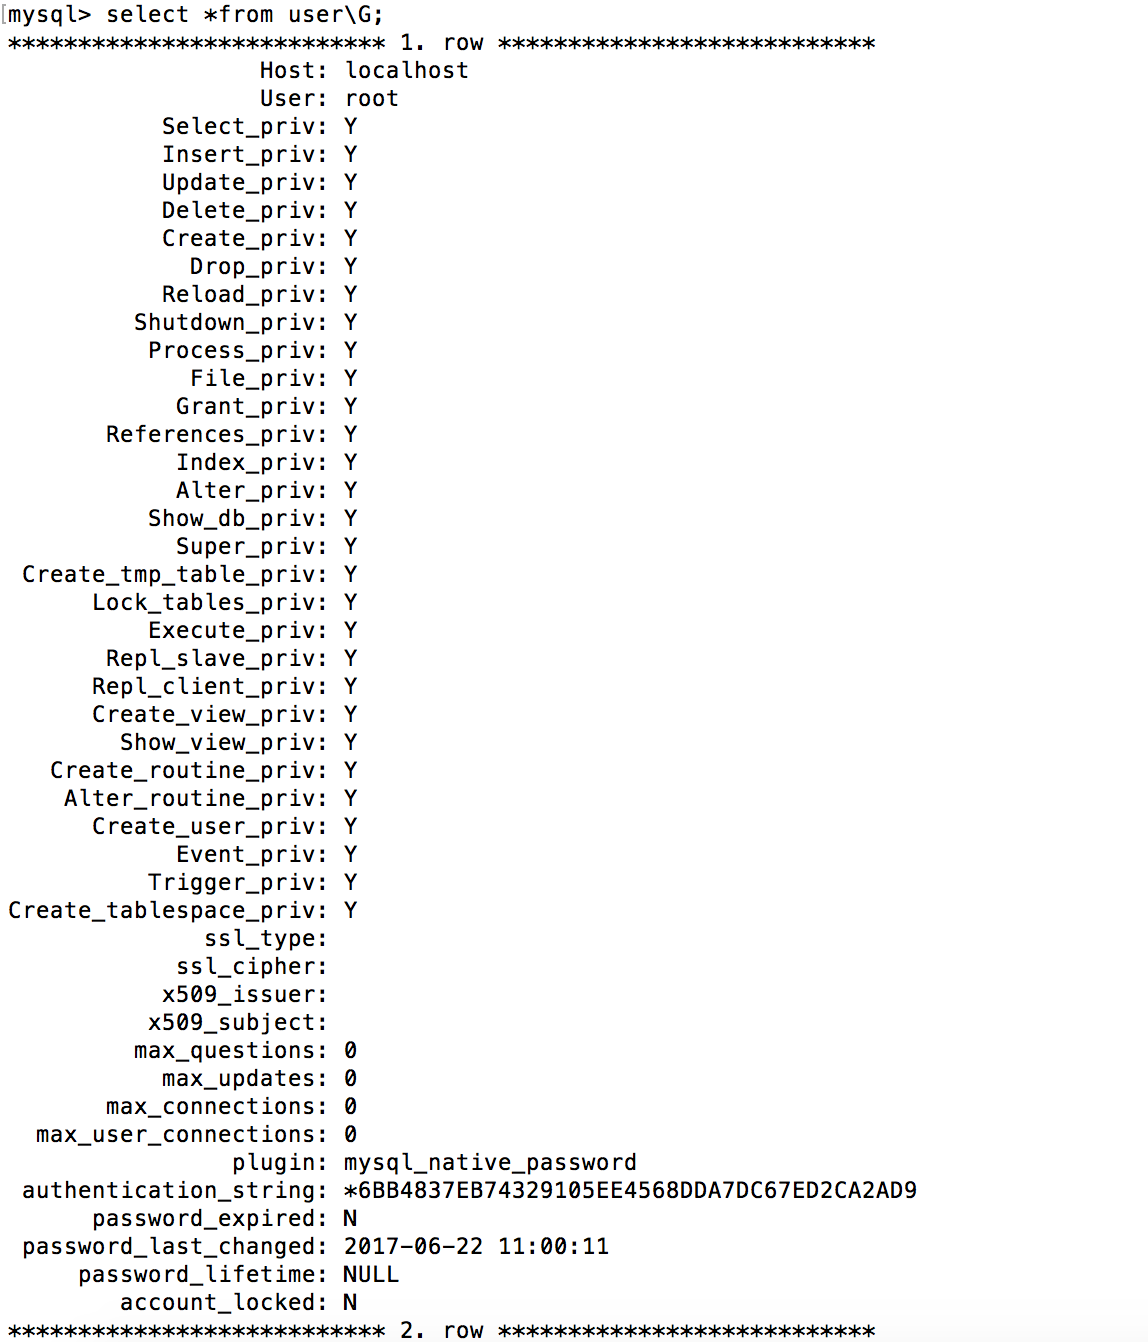 [mysql> select *from user\G;
*************************** 1. row ***************************
Host: localhost
User: root
Select_priv: Y
Insert_priv: Y
Update_priv: Y
Delete_priv: Y
Create_priv: Y
Drop_priv: Y
Reload_priv: Y
Shutdown_priv: Y
Process_priv: Y
File_priv: Y
Grant_priv: Y
References_priv: Y
Index_priv: Y
Alter_priv: Y
Show_db_priv: Y
Super_priv: Y
Create_tmp_table_priv: Y
Lock_tables_priv: Y
Execute_priv: Y
Repl_slave_priv: Y
Repl_client_priv: Y
Create_view_priv: Y
Show_view_priv: Y
Create_routine_priv: Y
Alter_routine_priv: Y
Create_user_priv: Y
Event_priv: Y
Trigger_priv: Y
Create_tablespace_priv: Y
ssl_type:
ssl_cipher:
x509_issuer:
x509_subject:
max_questions: 0
max_updates: 0
max_connections: 0
max_user_connections: 0
plugin: mysql_native_password
authentication_string: *6BB4837EB74329105EE4568DDA7DC67ED2CA2AD9
password_expired: N
password_last_changed: 2017-06-22 11:00:11
password_lifetime: NULL
account_locked: N
*************************** 2. row ***************************